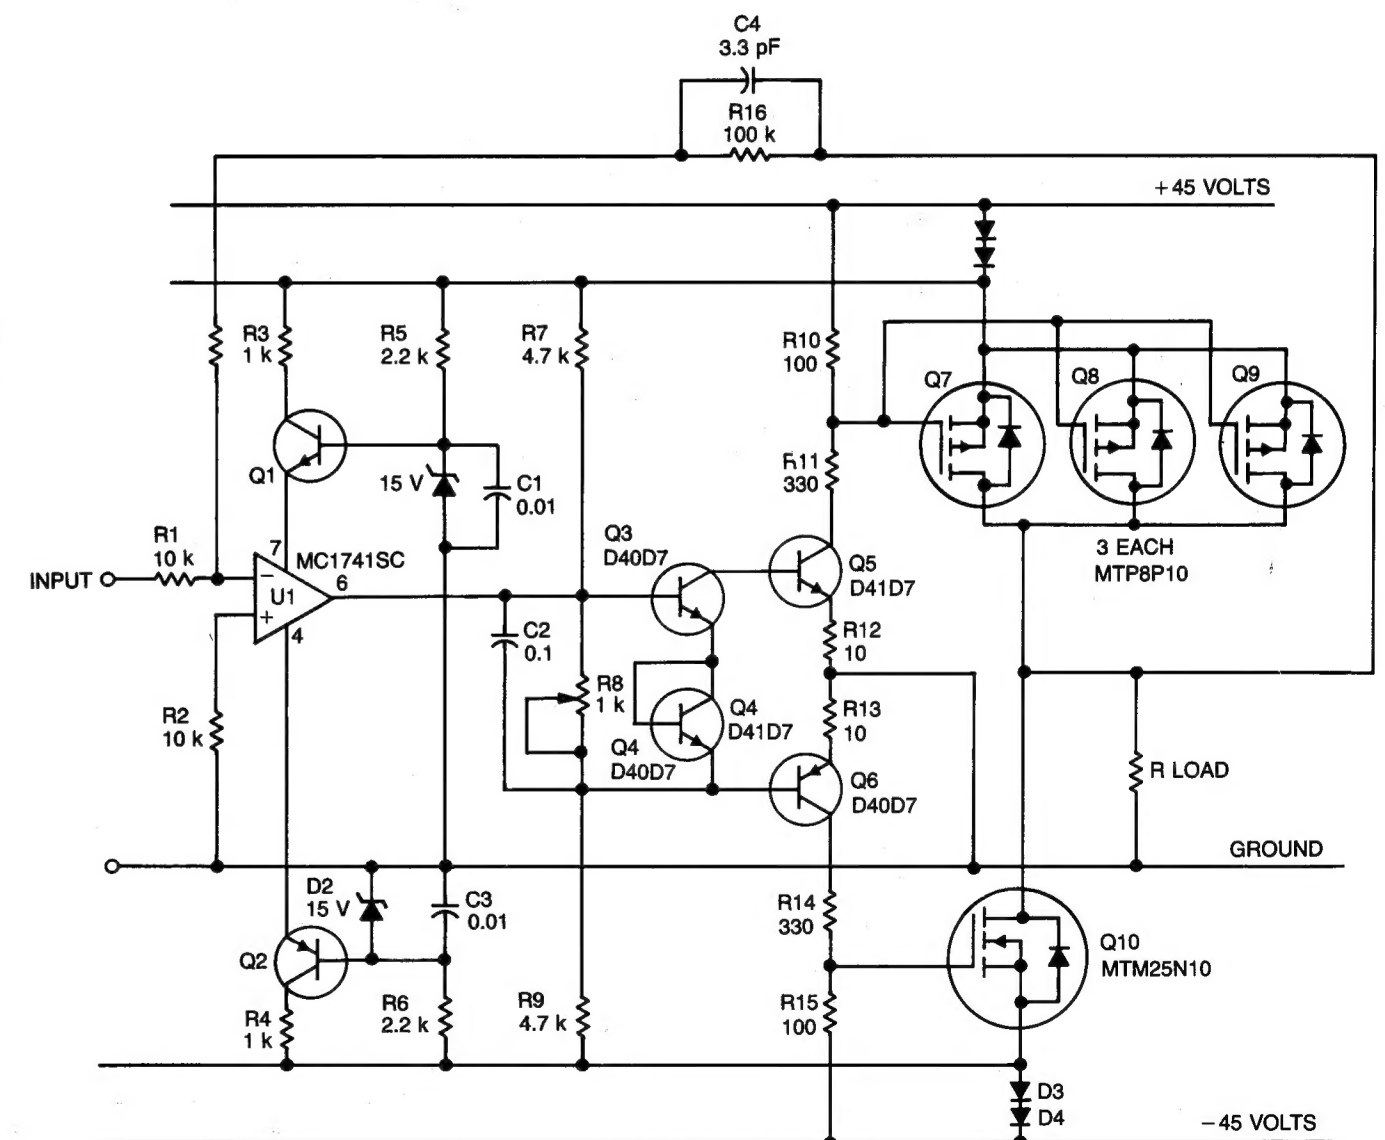 C4
3.3 pF
R16
100 k
+45 VOLTS
R3
1 k
R5
2.2 k
R7
4.7 k
R10
100
Q7
Q8
Q9
Q1
15 V
C1
0.01
R11
330
R1
10 k
INPUT
7
MC1741SC
6
−
U1
+
4
Q3
D40D7
Q5
D41D7
3 EACH
MTP8P10
C2
0.1
R12
10
R8
1 k
R2
10 k
Q4
D41D7
Q4
D40D7
R13
10
Q6
D40D7
R LOAD
GROUND
D2
15 V
C3
0.01
R14
330
Q2
Q10
MTM25N10
R4
1 k
R6
2.2 k
R9
4.7 k
R15
100
D3
D4
−45 VOLTS